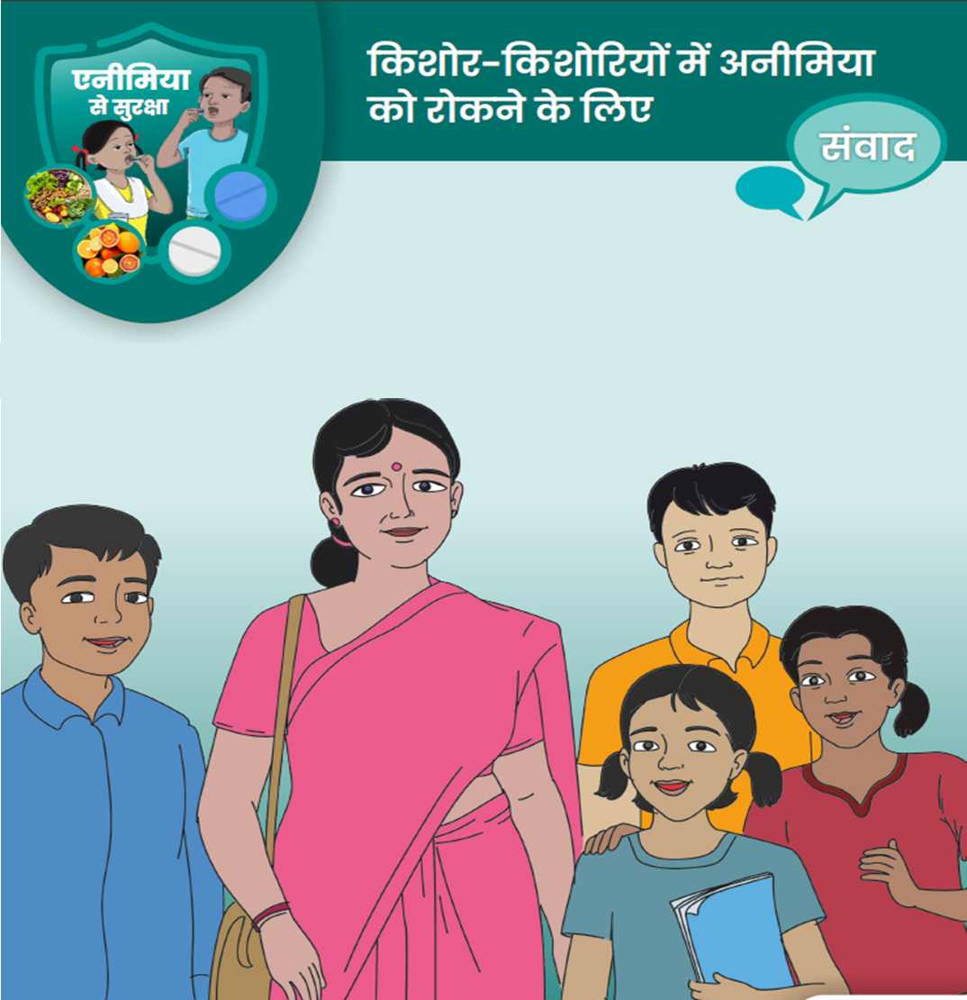 एनीमिया
से सुरक्षा
किशोर-किशोरियों में अनीमिया
को रोकने के लिए
संवाद